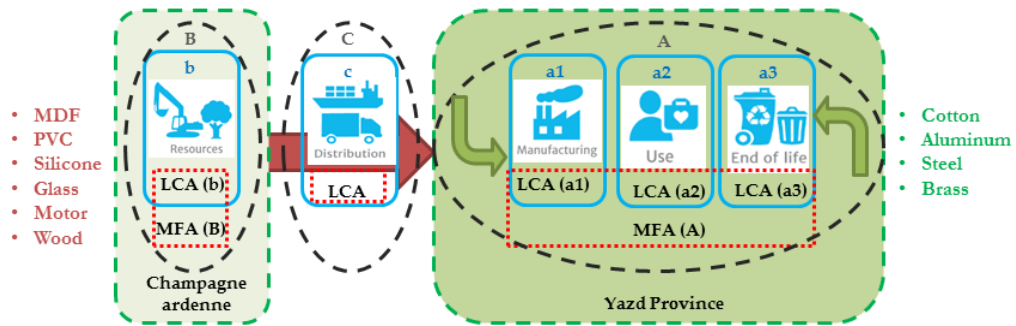 • MDF
• PVC
• Silicone
• Glass
• Motor
• Wood
B
b
Resources
LCA (b)
MFA (B)
Champagne
ardenne
C
c
Distribution
LCA
A
a1
Manufacturing
LCA (a1)
a2
Use
LCA (a2)
a3
End of life
LCA (a3)
MFA (A)
Yazd Province
• Cotton
• Aluminum
• Steel
• Brass